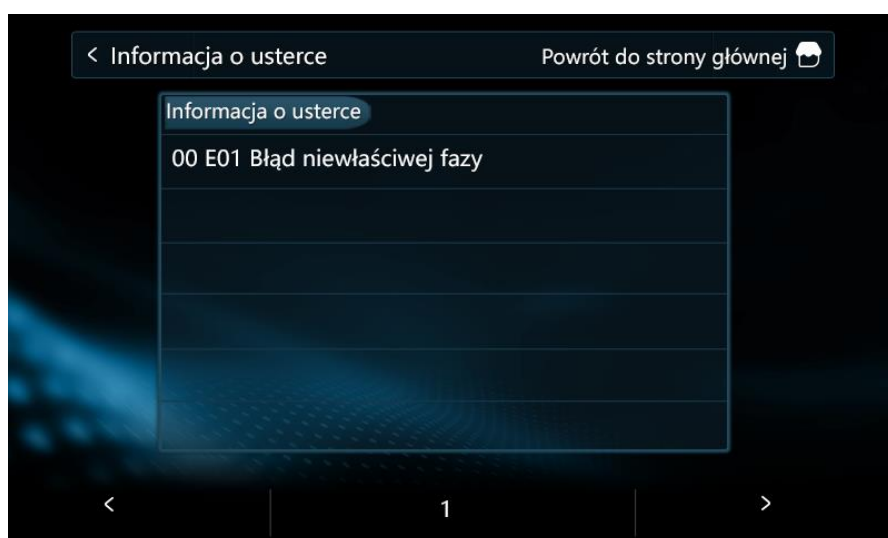 < Informacja o usterce Powrót do strony głównej
Informacja o usterce
00 E01 Błąd niewłaściwej fazy
< 1 >